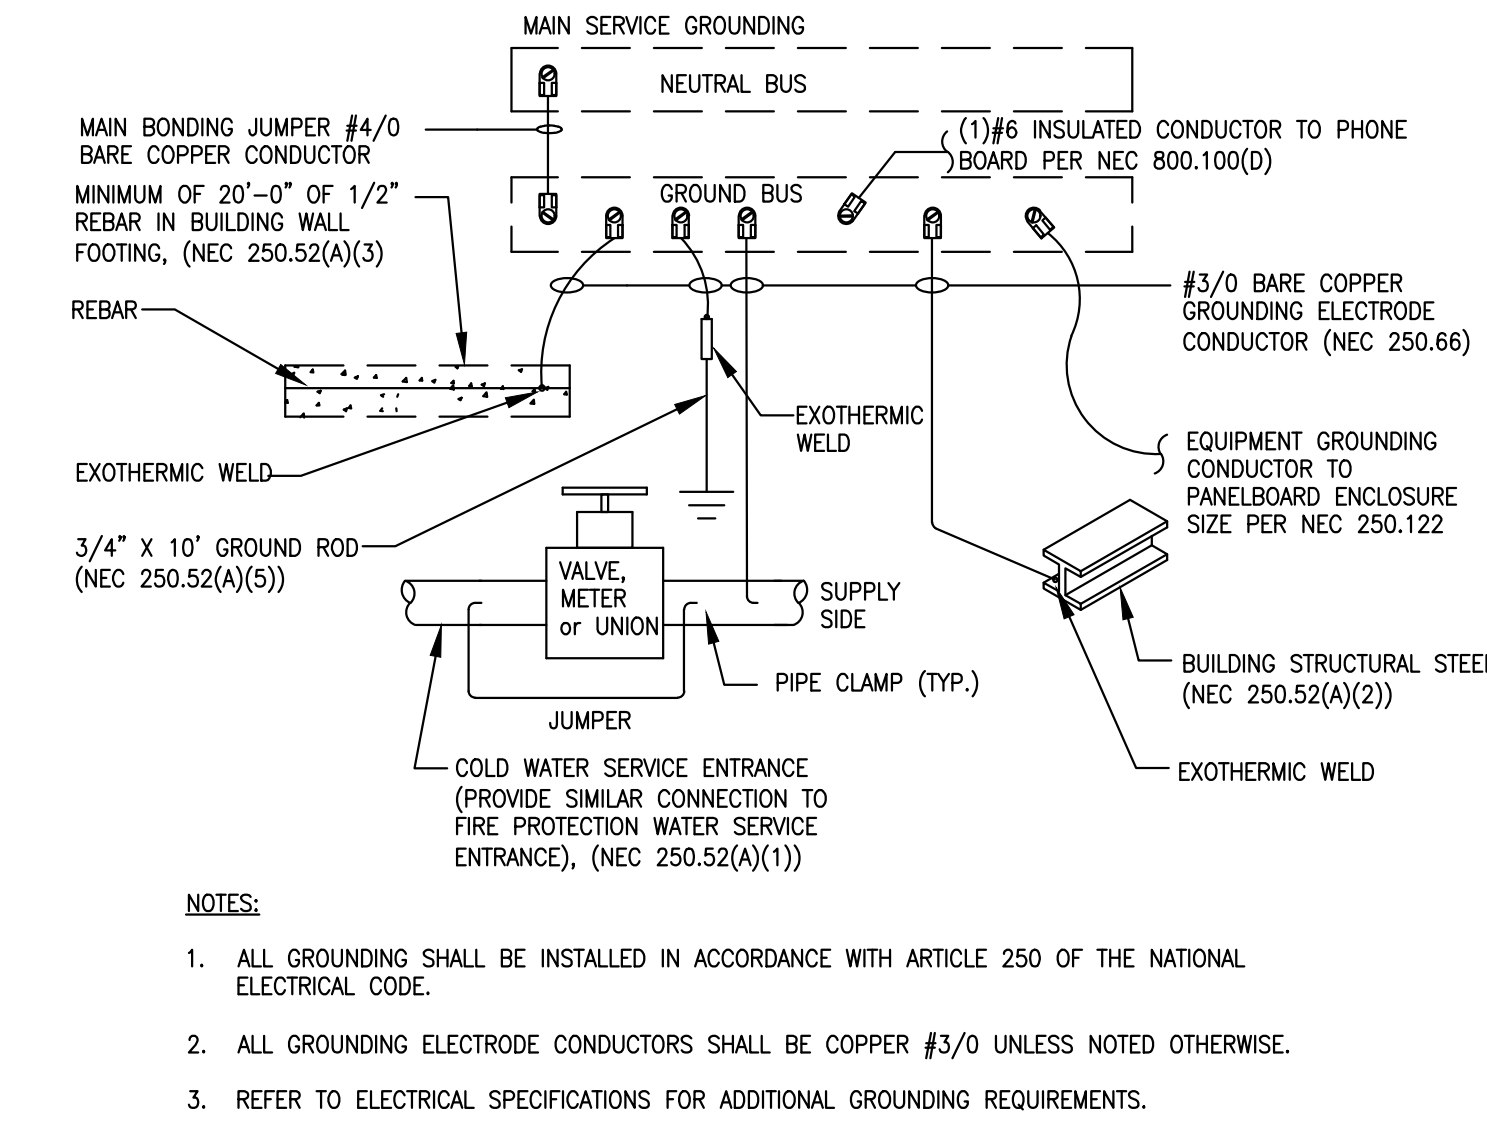 MAIN SERVICE GROUNDING
NEUTRAL BUS
MAIN BONDING JUMPER #4/0
BARE COPPER CONDUCTOR
(1)#6 INSULATED CONDUCTOR TO PHONE
BOARD PER NEC 800.100(D)
GROUND BUS
MINIMUM OF 20'-0" OF 1/2"
REBAR IN BUILDING WALL
FOOTING, (NEC 250.52(A)(3)
REBAR
#3/0 BARE COPPER
GROUNDING ELECTRODE
CONDUCTOR (NEC 250.66)
EXOTHERMIC
WELD
EXOTHERMIC WELD
EQUIPMENT GROUNDING
CONDUCTOR TO
PANELBOARD ENCLOSURE
SIZE PER NEC 250.122
3/4" X 10' GROUND ROD
(NEC 250.52(A)(5))
VALVE,
METER
or UNION
SUPPLY
SIDE
PIPE CLAMP (TYP.)
JUMPER
BUILDING STRUCTURAL STEEL
(NEC 250.52(A)(2))
EXOTHERMIC WELD
COLD WATER SERVICE ENTRANCE
(PROVIDE SIMILAR CONNECTION TO
FIRE PROTECTION WATER SERVICE
ENTRANCE), (NEC 250.52(A)(1))
NOTES:
1. ALL GROUNDING SHALL BE INSTALLED IN ACCORDANCE WITH ARTICLE 250 OF THE NATIONAL
ELECTRICAL CODE.
2. ALL GROUNDING ELECTRODE CONDUCTORS SHALL BE COPPER #3/0 UNLESS NOTED OTHERWISE.
3. REFER TO ELECTRICAL SPECIFICATIONS FOR ADDITIONAL GROUNDING REQUIREMENTS.